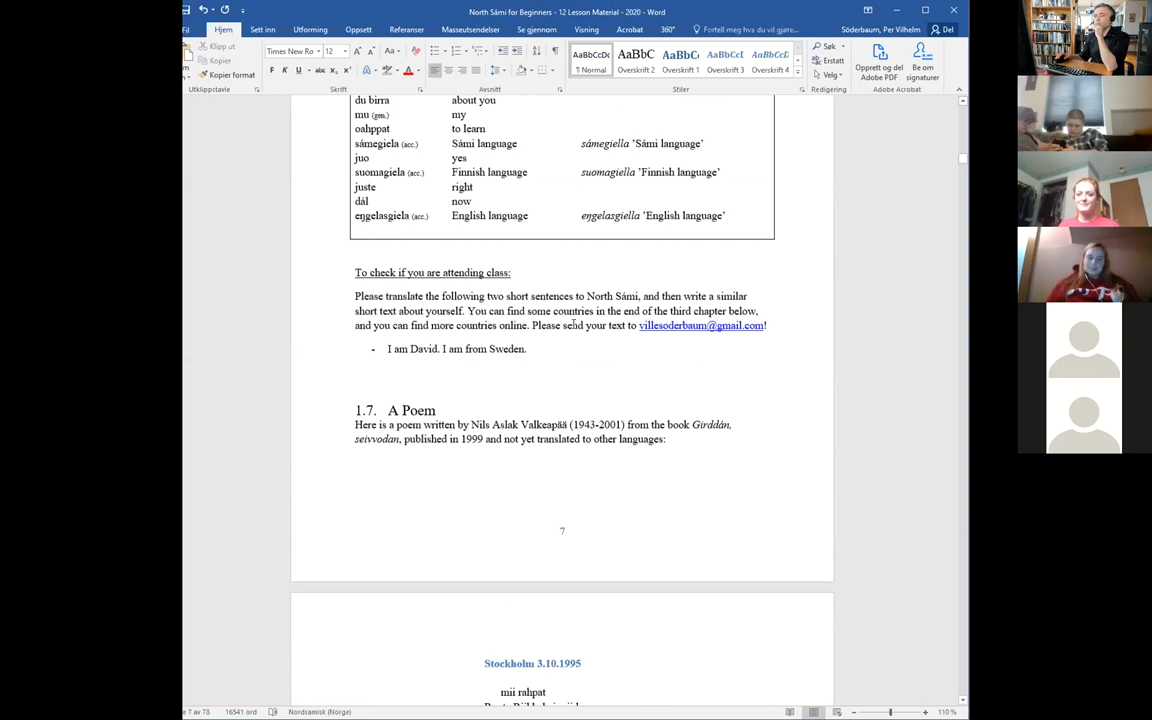 North Sámi for Beginners - 12 Lesson Material - 2020 - Word
Fil Hjem Sett inn Utforming Oppsett Referanser Masseutsendelser Se gjennom Visning Acrobat 360° Fortell meg hva du vil gjøre... Söderbaum, Per Vilhelm Del
Klipp ut
Kopier
Kopier format
Utklippstavle
Times New Ro 12
Skrift
Avsnitt
AaBbCcDc AaBbC AaBbCc AaBbCcI AaBbCcD
¶ Normal Overskrift 2 Overskrift 1 Overskrift 3 Overskrift 4
Stiler
Søk
Erstatt
Velg
Redigering
Opprett og del Adobe PDF
Be om signaturer
Adobe Acrobat
du birra about you
mu (gen.) my
oahppat to learn
sámegiela (acc.) Sámi language sámegiella ’Sámi language’
juo yes
suomagiela (acc.) Finnish language suomagiella ’Finnish language’
juste right
dál now
eŋgelasgiela (acc.) English language eŋgelasgiella ’English language’
To check if you are attending class:
Please translate the following two short sentences to North Sámi, and then write a similar
short text about yourself. You can find some countries in the end of the third chapter below,
and you can find more countries online. Please send your text to villesoderbaum@gmail.com!
- I am David. I am from Sweden.
1.7. A Poem
Here is a poem written by Nils Aslak Valkeapää (1943-2001) from the book Girddán,
seivvodan, published in 1999 and not yet translated to other languages:
7
Stockholm 3.10.1995
mii rahpat
e 7 av 78 16541 ord Nordsamisk (Norge) 110 %